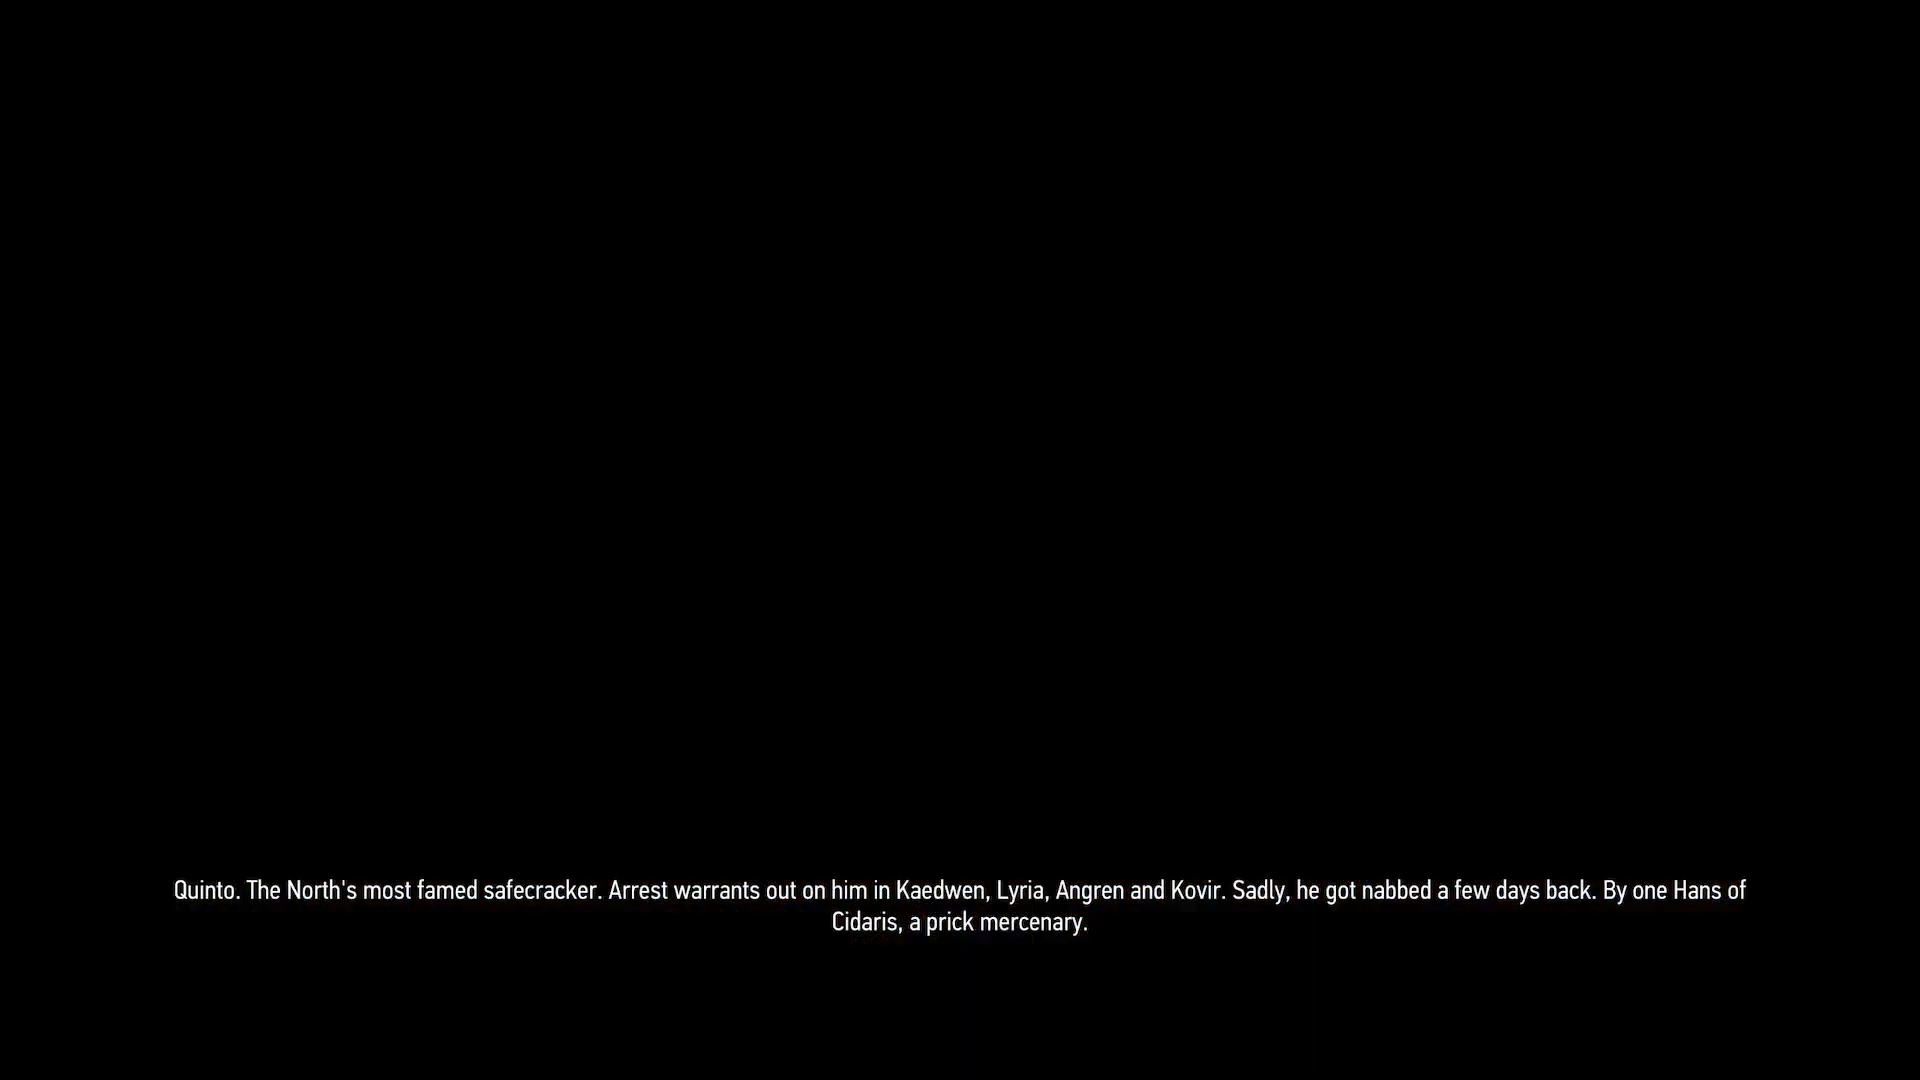 Quinto. The North's most famed safecracker. Arrest warrants out on him in Kaedwen, Lyria, Angren and Kovir. Sadly, he got nabbed a few days back. By one Hans of
Cidaris, a prick mercenary.